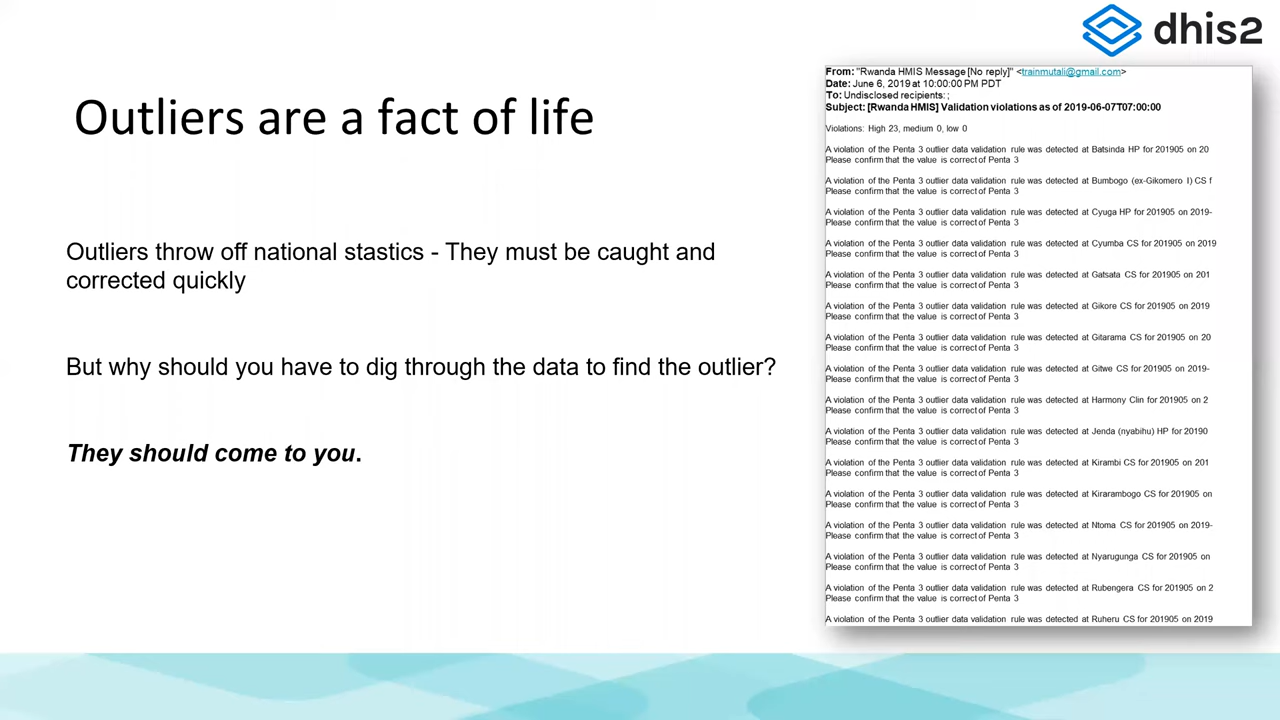 dhis2
Outliers are a fact of life
Outliers throw off national stastics - They must be caught and
corrected quickly
But why should you have to dig through the data to find the outlier?
They should come to you.
From: "Rwanda HMIS Message [No reply]" <trainmutali@gmail.com>
Date: June 6, 2019 at 10:00:00 PM PDT
To: Undisclosed recipients: ;
Subject: [Rwanda HMIS] Validation violations as of 2019-06-07T07:00:00
Violations: High 23, medium 0, low 0
A violation of the Penta 3 outlier data validation rule was detected at Batsinda HP for 201905 on 20
Please confirm that the value is correct of Penta 3
A violation of the Penta 3 outlier data validation rule was detected at Bumbogo (ex-Gikomero I) CS f
Please confirm that the value is correct of Penta 3
A violation of the Penta 3 outlier data validation rule was detected at Cyuga HP for 201905 on 2019-
Please confirm that the value is correct of Penta 3
A violation of the Penta 3 outlier data validation rule was detected at Cyumba CS for 201905 on 2019
Please confirm that the value is correct of Penta 3
A violation of the Penta 3 outlier data validation rule was detected at Gatsata CS for 201905 on 201
Please confirm that the value is correct of Penta 3
A violation of the Penta 3 outlier data validation rule was detected at Gikore CS for 201905 on 2019
Please confirm that the value is correct of Penta 3
A violation of the Penta 3 outlier data validation rule was detected at Gitarama CS for 201905 on 20
Please confirm that the value is correct of Penta 3
A violation of the Penta 3 outlier data validation rule was detected at Gitwe CS for 201905 on 2019-
Please confirm that the value is correct of Penta 3
A violation of the Penta 3 outlier data validation rule was detected at Harmony Clin for 201905 on 2
Please confirm that the value is correct of Penta 3
A violation of the Penta 3 outlier data validation rule was detected at Jenda (nyabihu) HP for 20190
Please confirm that the value is correct of Penta 3
A violation of the Penta 3 outlier data validation rule was detected at Kirambi CS for 201905 on 201
Please confirm that the value is correct of Penta 3
A violation of the Penta 3 outlier data validation rule was detected at Kirarambogo CS for 201905 on
Please confirm that the value is correct of Penta 3
A violation of the Penta 3 outlier data validation rule was detected at Ntoma CS for 201905 on 2019-
Please confirm that the value is correct of Penta 3
A violation of the Penta 3 outlier data validation rule was detected at Nyarugunga CS for 201905 on
Please confirm that the value is correct of Penta 3
A violation of the Penta 3 outlier data validation rule was detected at Rubengera CS for 201905 on 2
Please confirm that the value is correct of Penta 3
A violation of the Penta 3 outlier data validation rule was detected at Ruheru CS for 201905 on 2019